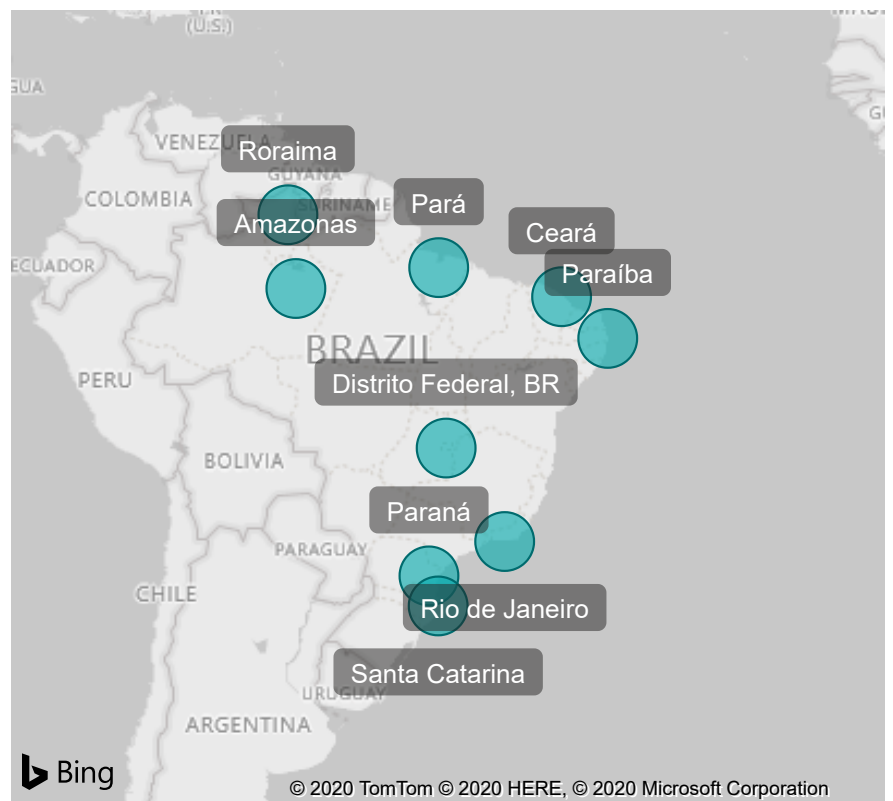 (U.S.)
VENEZUELA
Roraima
GUYANA
COLOMBIA
SURINAME
Pará
Amazonas
Ceará
ECUADOR
Paraíba
BRAZIL
PERU
Distrito Federal, BR
BOLIVIA
Paraná
PARAGUAY
CHILE
Rio de Janeiro
Santa Catarina
URUGUAY
ARGENTINA
Bing
© 2020 TomTom © 2020 HERE, © 2020 Microsoft Corporation